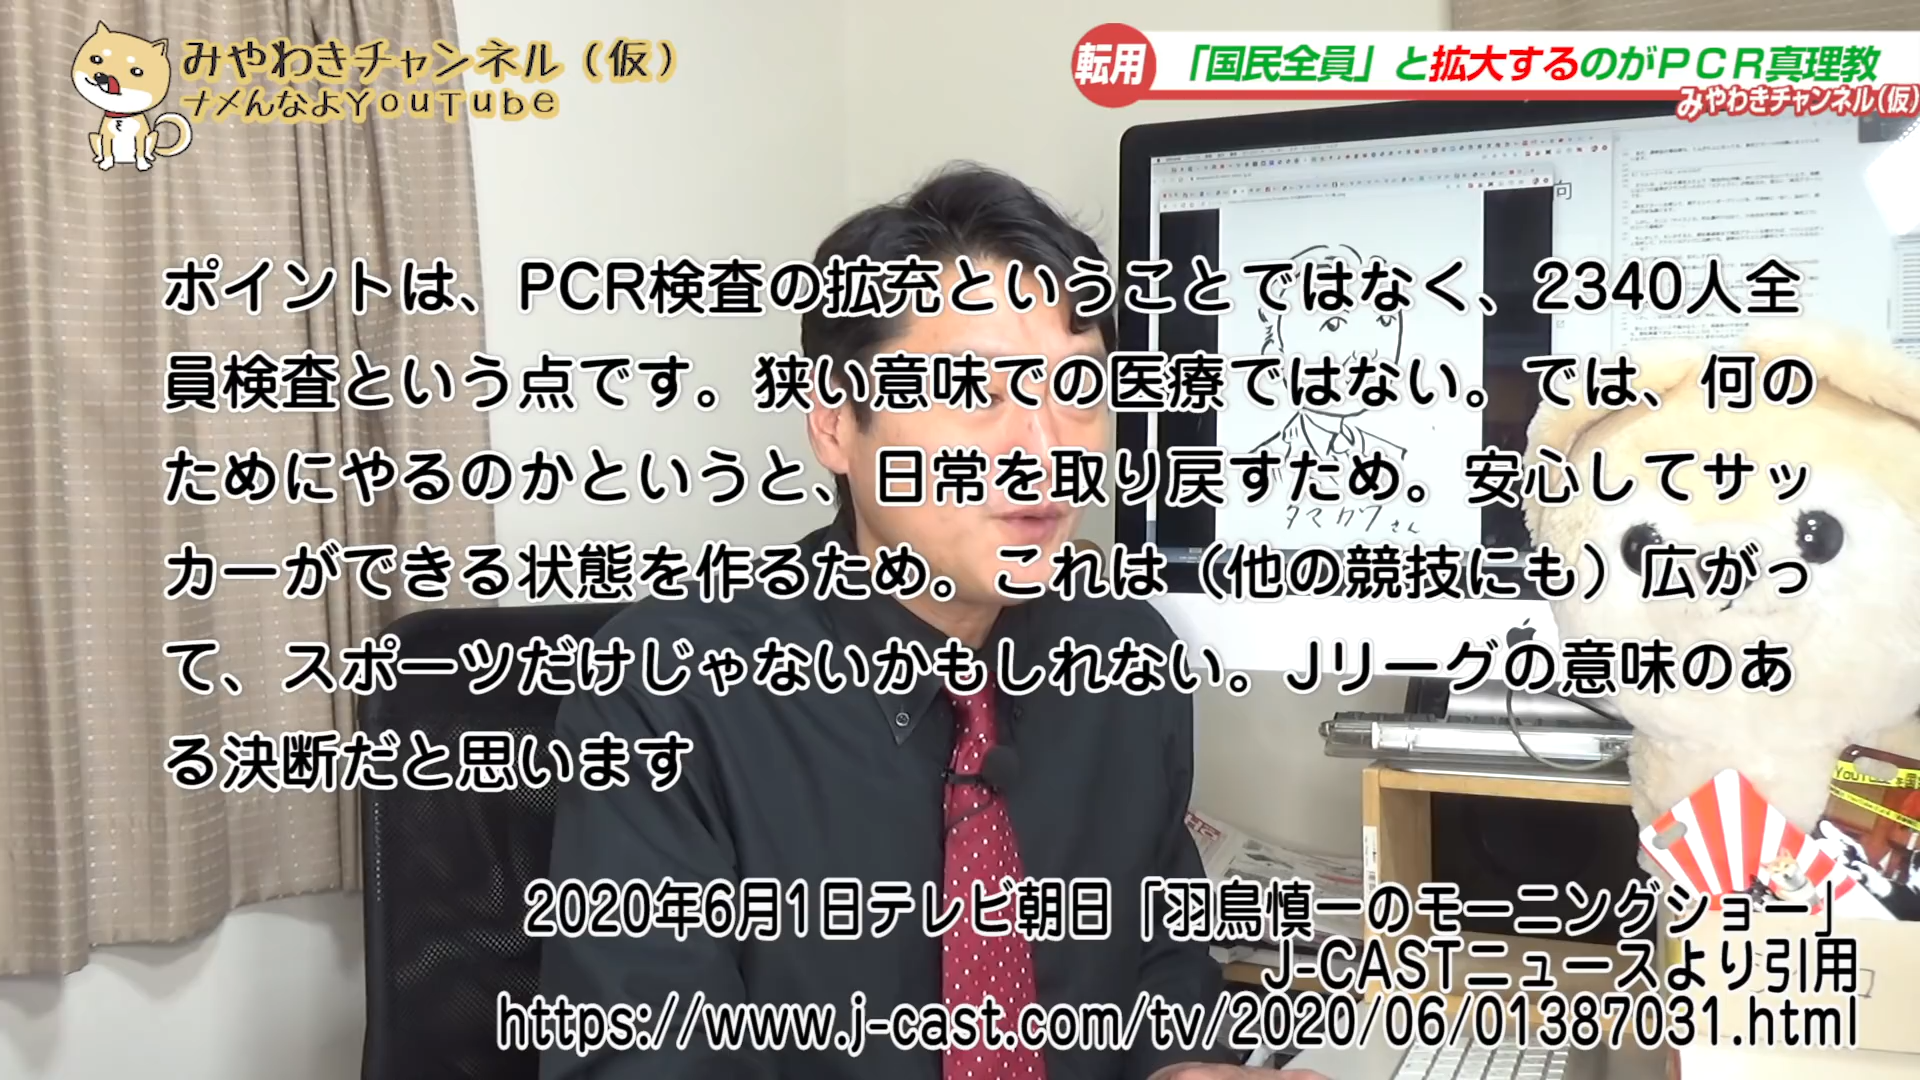 みやわきチャンネル（仮）
ナメんなよYouTube
転用
「国民全員」と拡大するのがPCR真理教
みやわきチャンネル(仮)
ポイントは、PCR検査の拡充ということではなく、2340人全
員検査という点です。狭い意味での医療ではない。では、何の
ためにやるのかというと、日常を取り戻すため。安心してサッ
カーができる状態を作るため。これは（他の競技にも）広がっ
て、スポーツだけじゃないかもしれない。Jリーグの意味のあ
る決断だと思います
タマカワさん
2020年6月1日テレビ朝日「羽鳥慎一のモーニングショー」
J-CASTニュースより引用
https://www.j-cast.com/tv/2020/06/01387031.html